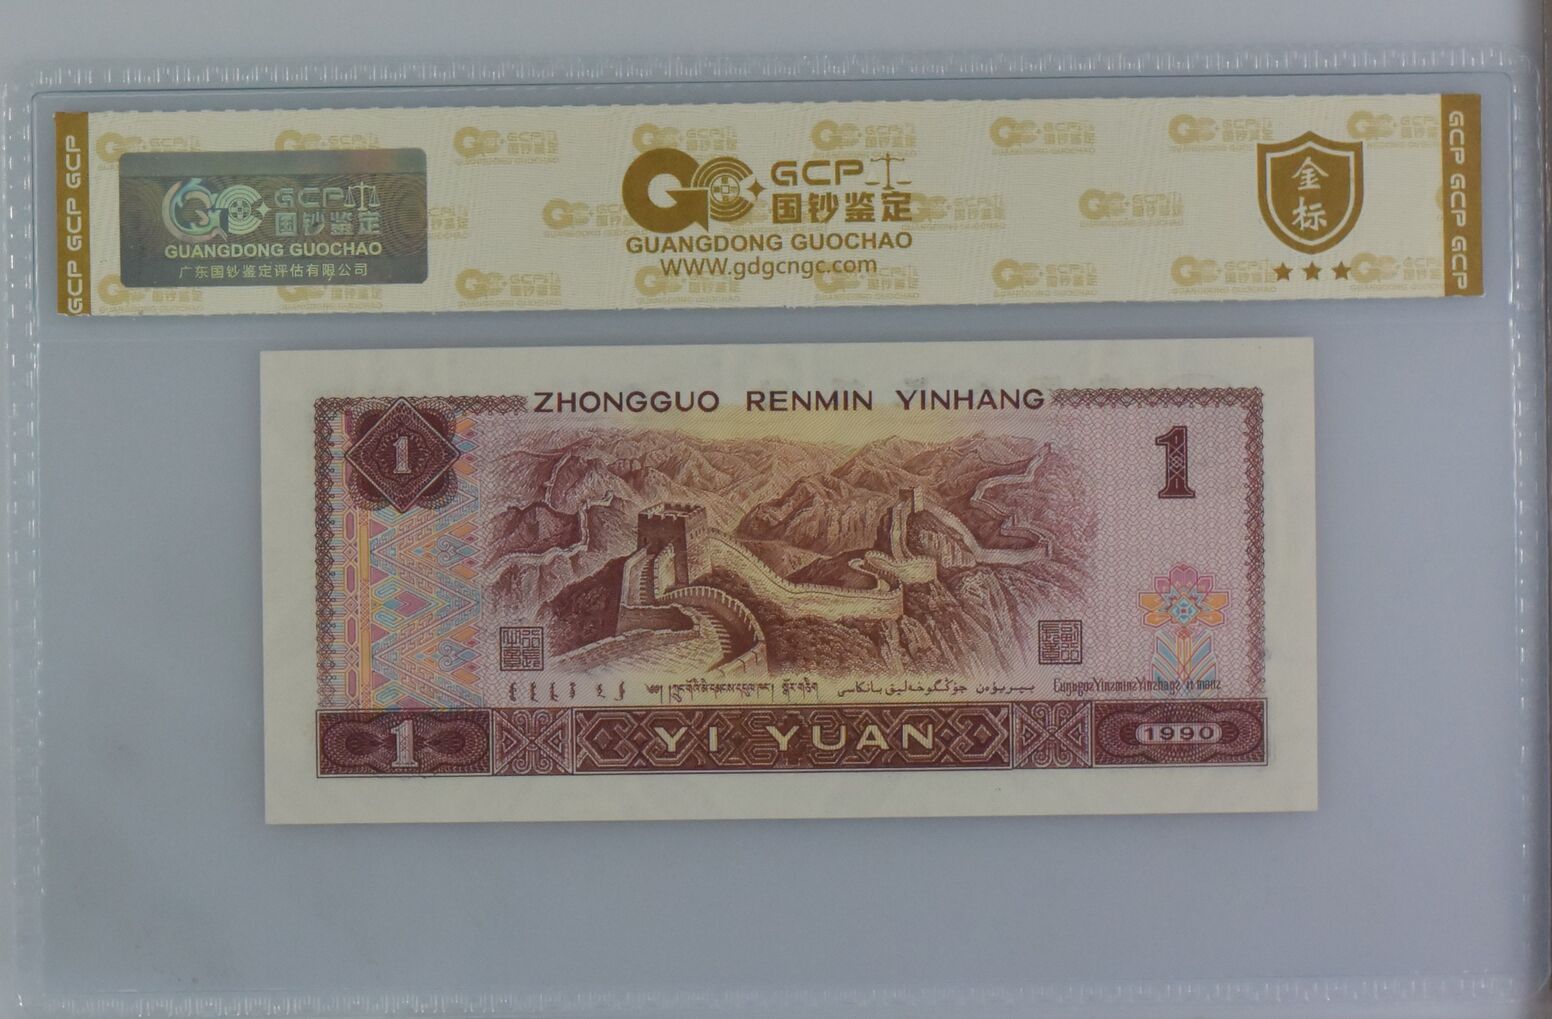 GCP GCP GCP
GCP
国钞鉴定
GUANGDONG GUOCHAO
广东国钞鉴定评估有限公司
GCP
国钞鉴定
GUANGDONG GUOCHAO
WWW.gdgcngc.com
金标
GCP GCP GCP
ZHONGGUO RENMIN YINHANG
1
1
1
YI YUAN
1990